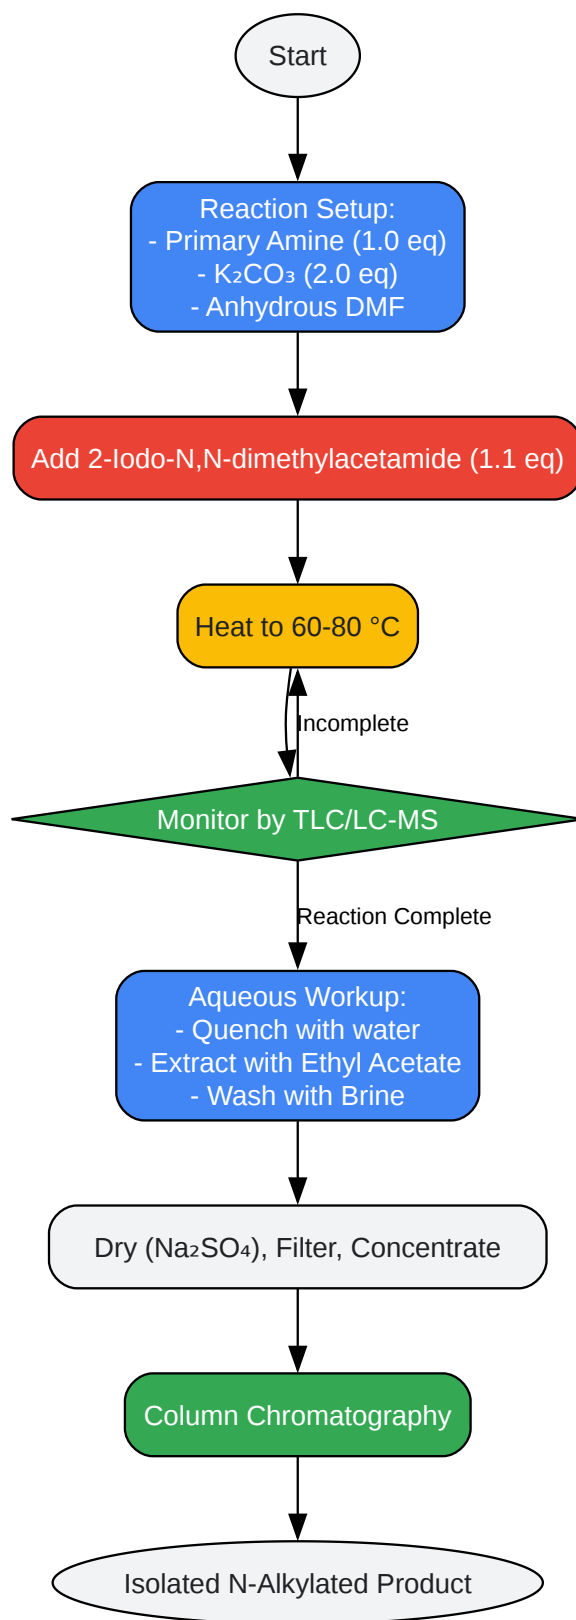 Start
Reaction Setup:
- Primary Amine (1.0 eq)
- K₂CO₃ (2.0 eq)
- Anhydrous DMF
Add 2-Iodo-N,N-dimethylacetamide (1.1 eq)
Heat to 60-80 °C
Incomplete
Monitor by TLC/LC-MS
Reaction Complete
Aqueous Workup:
- Quench with water
- Extract with Ethyl Acetate
- Wash with Brine
Dry (Na₂SO₄), Filter, Concentrate
Column Chromatography
Isolated N-Alkylated Product